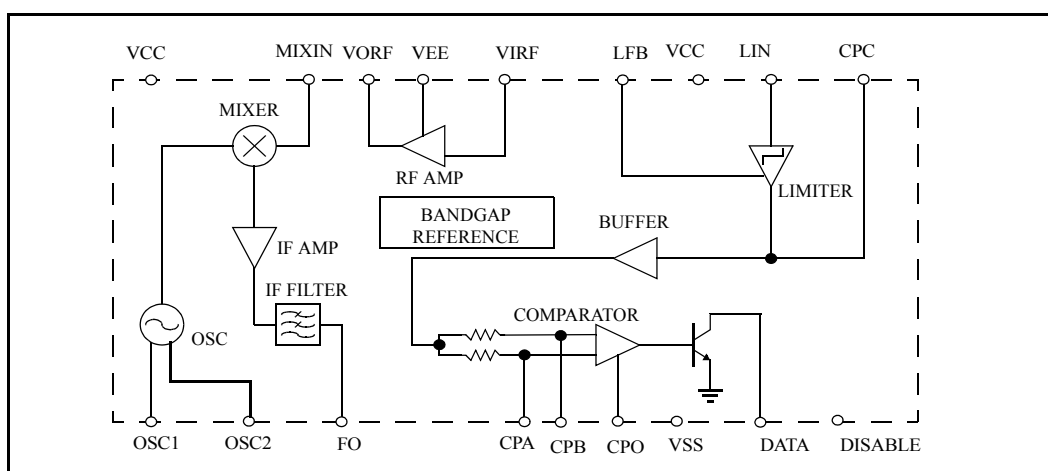 VCC
MIXIN
VORF
VEE
VIRF
LFB
VCC
LIN
CPC
MIXER
RF AMP
LIMITER
BANDGAP
REFERENCE
BUFFER
IF AMP
IF FILTER
COMPARATOR
OSC
OSC1
OSC2
FO
CPA
CPB
CPO
VSS
DATA
DISABLE